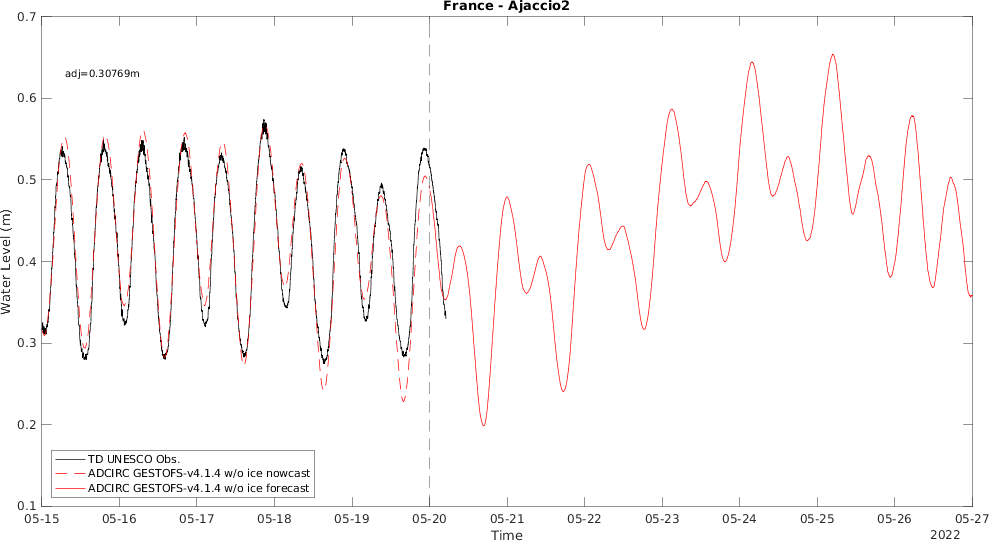 France - Ajaccio2
0.7
0.6
0.5
0.4
0.3
0.2
0.1
Water Level (m)
adj=0.30769m
TD UNESCO Obs.
ADCIRC GESTOFS-v4.1.4 w/o ice nowcast
ADCIRC GESTOFS-v4.1.4 w/o ice forecast
05-15 05-16 05-17 05-18 05-19 05-20 05-21 05-22 05-23 05-24 05-25 05-26 05-27
Time
2022